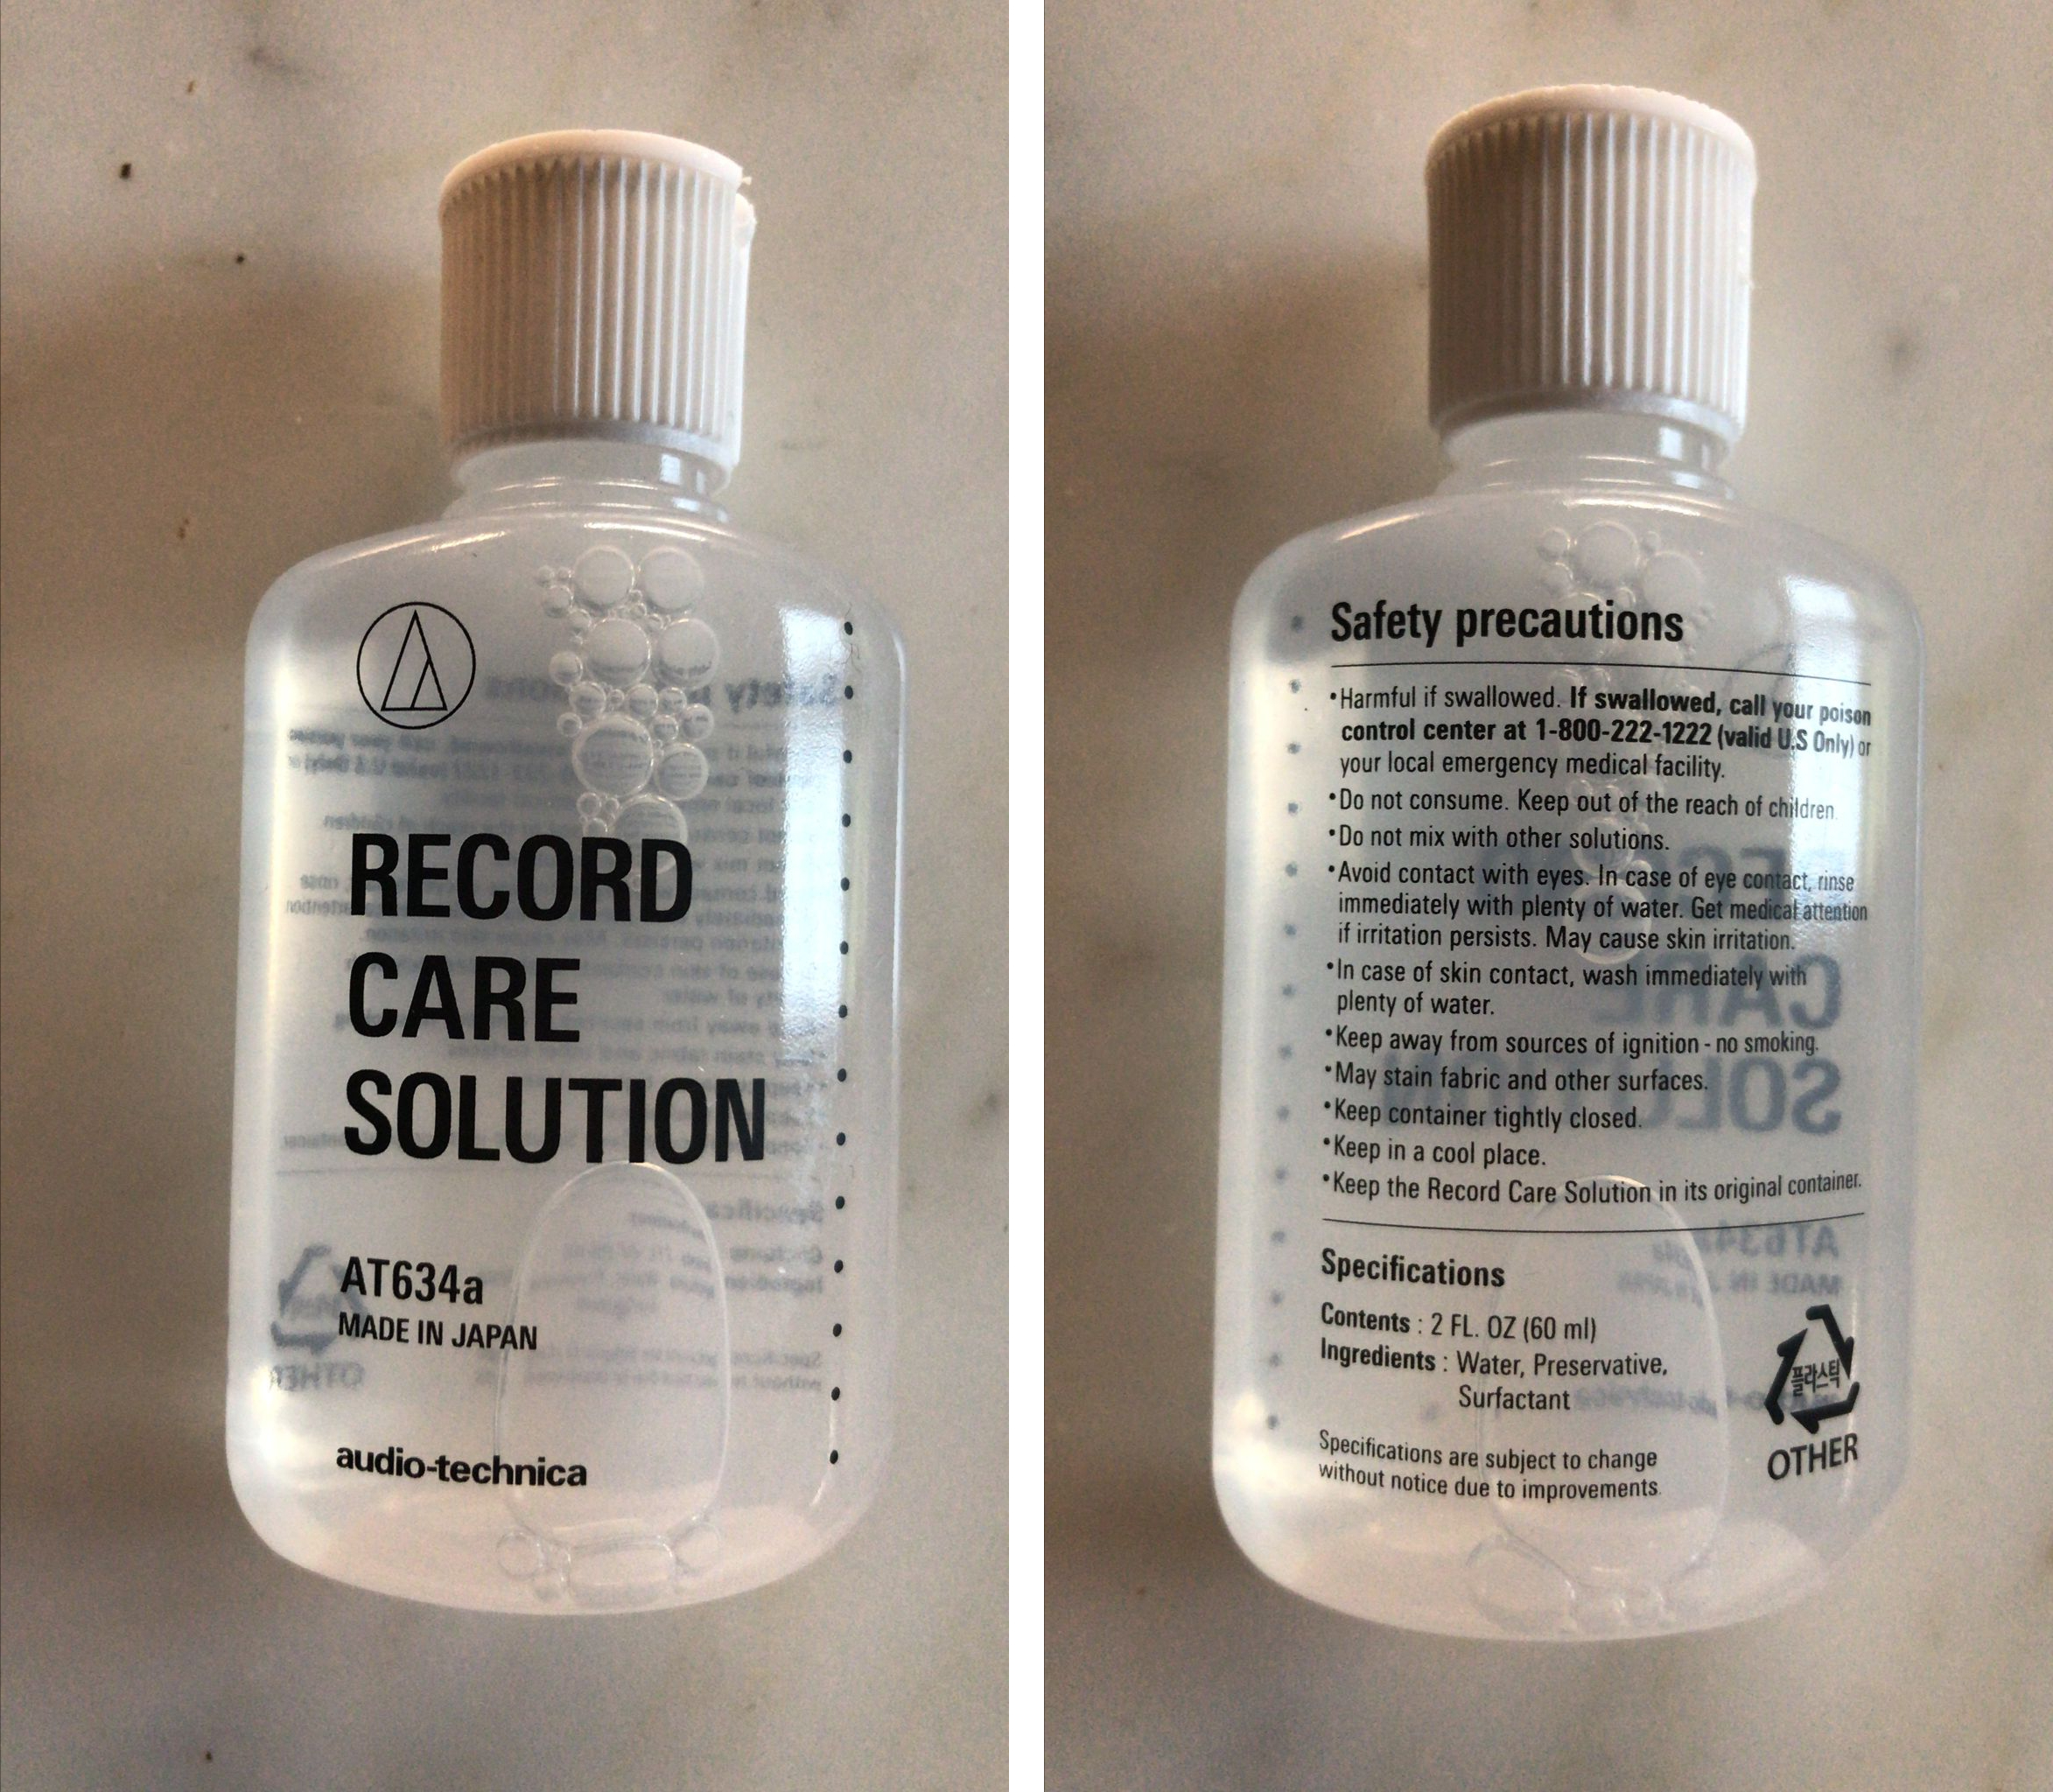 RECORD
CARE
SOLUTION
AT634a
MADE IN JAPAN
audio-technica
Safety precautions
•Harmful if swallowed. If swallowed, call your poison
control center at 1-800-222-1222 (valid U.S Only) or
your local emergency medical facility.
•Do not consume. Keep out of the reach of children.
•Do not mix with other solutions.
•Avoid contact with eyes. In case of eye contact, rinse
immediately with plenty of water. Get medical attention
if irritation persists. May cause skin irritation.
•In case of skin contact, wash immediately with
plenty of water.
•Keep away from sources of ignition - no smoking.
•May stain fabric and other surfaces.
•Keep container tightly closed.
•Keep in a cool place.
•Keep the Record Care Solution in its original container.
Specifications
Contents : 2 FL. OZ (60 ml)
Ingredients : Water, Preservative,
Surfactant
Specifications are subject to change
without notice due to improvements.
플라스틱
OTHER